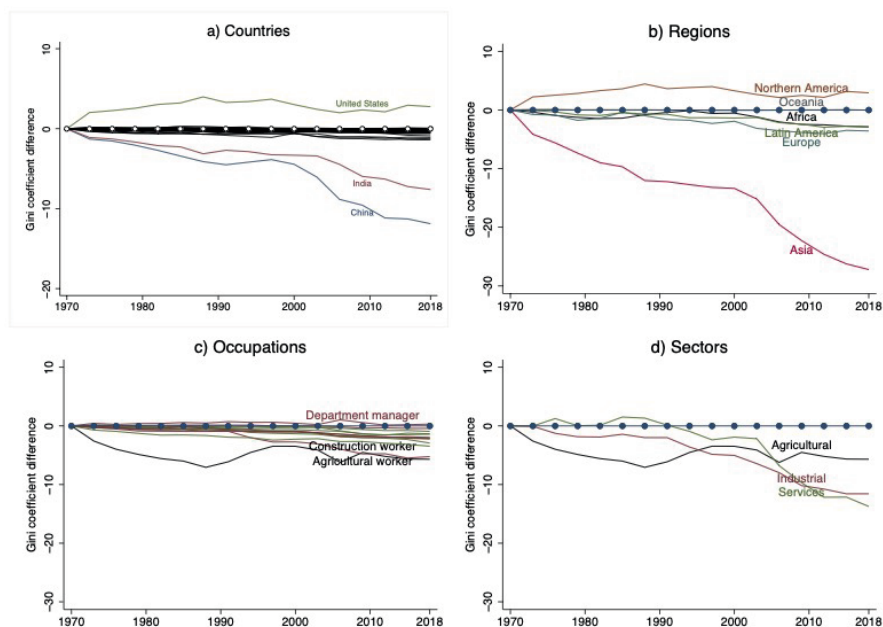 a) Countries
Gini coefficient difference
10
0
-10
-20
United States
India
China
1970 1980 1990 2000 2010 2018
b) Regions
Gini coefficient difference
10
0
-10
-20
-30
Northern America
Oceania
Africa
Latin America
Europe
Asia
1970 1980 1990 2000 2010 2018
c) Occupations
Gini coefficient difference
10
0
-10
-20
-30
Department manager
Construction worker
Agricultural worker
1970 1980 1990 2000 2010 2018
d) Sectors
Gini coefficient difference
10
0
-10
-20
-30
Agricultural
Industrial
Services
1970 1980 1990 2000 2010 2018